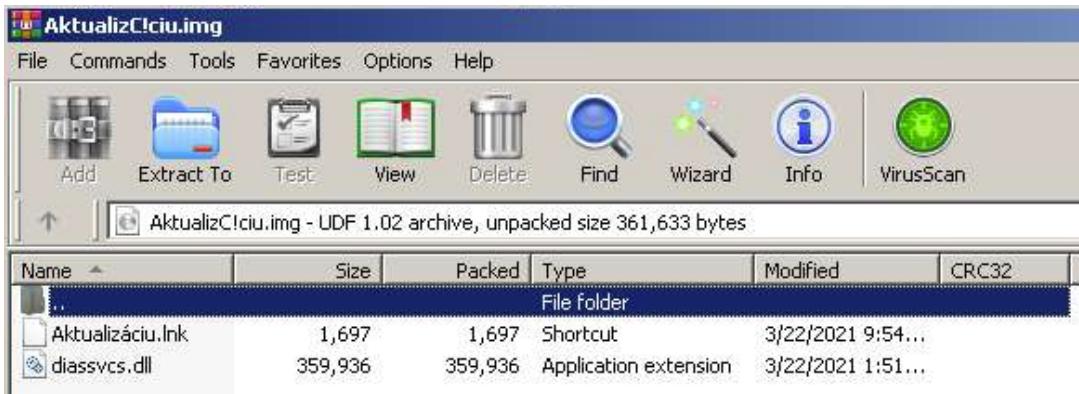 AktualizC!ciu.img
File Commands Tools Favorites Options Help
Add Extract To Test View Delete Find Wizard Info VirusScan
AktualizC!ciu.img - UDF 1.02 archive, unpacked size 361,633 bytes
Name Size Packed Type Modified CRC32
.. File folder
Aktualizáciu.lnk 1,697 1,697 Shortcut 3/22/2021 9:54...
diassvcs.dll 359,936 359,936 Application extension 3/22/2021 1:51...